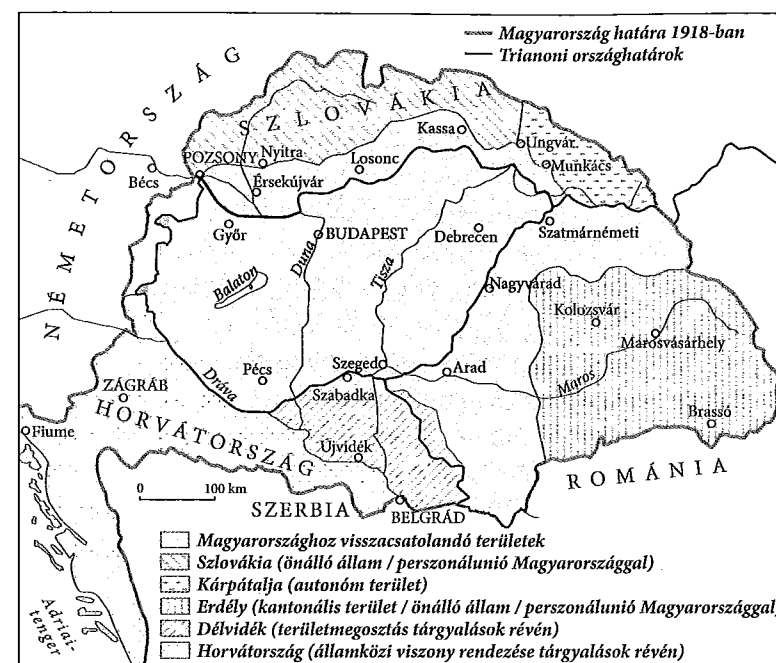 Magyarország határa 1918-ban
Trianoni országhatárok
NÉMETORSZÁG
SZLOVÁKIA
Kassa
Ungvár
Munkács
POZSONY
Nyitra
Losonc
Bécs
Érsekújvár
Győr
Duna
BUDAPEST
Tisza
Debrecen
Szatmárnémeti
Balaton
Nagyvárad
Kolozsvár
Marosvásárhely
Pécs
Szeged
Arad
Maros
Dráva
Szabadka
ZÁGRÁB
HORVÁTORSZÁG
Brassó
Fiume
Újvidék
ROMÁNIA
0 100 km
SZERBIA
BELGRÁD
Adriai-
tenger
Magyarországhoz visszacsatolandó területek
Szlovákia (önálló állam / perszonálunió Magyarországgal)
Kárpátalja (autonóm terület)
Erdély (kantonális terület / önálló állam / perszonálunió Magyarországgal)
Délvidék (területmegosztás tárgyalások révén)
Horvátország (államközi viszony rendezése tárgyalások révén)